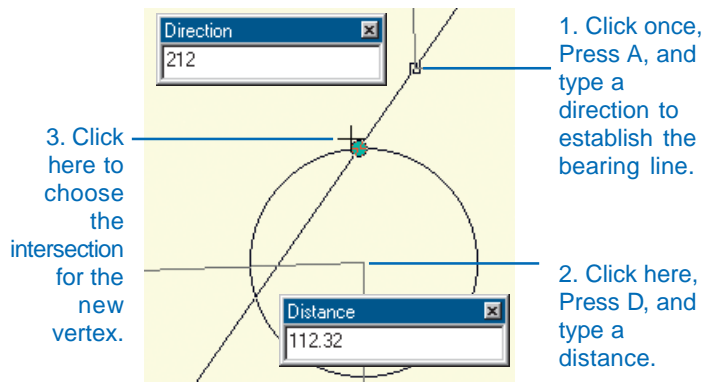 Direction
212
1. Click once,
Press A, and
type a
direction to
establish the
bearing line.
3. Click
here to
choose
the
intersection
for the
new
vertex.
2. Click here,
Press D, and
type a
distance.
Distance
112.32